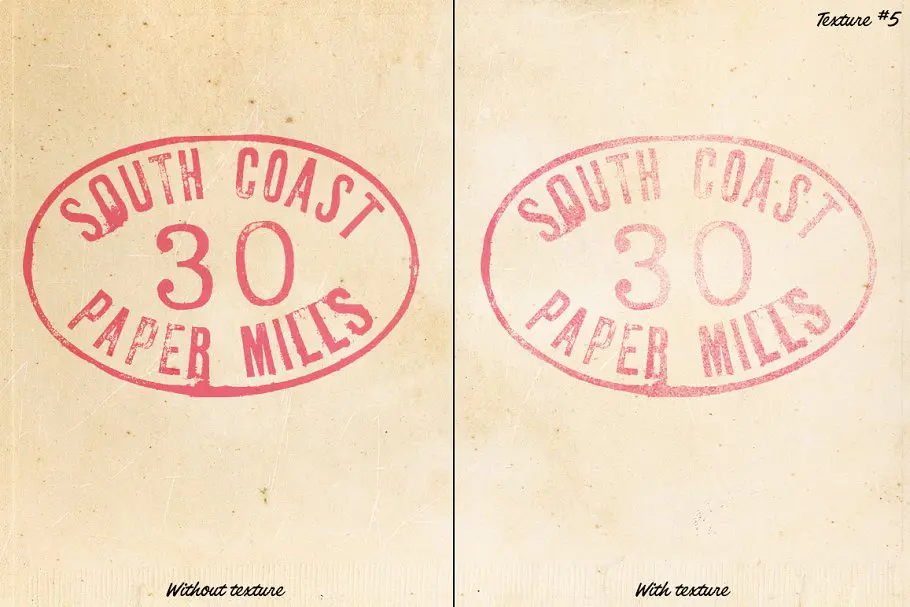 Texture #5
SOUTH COAST
30
PAPER MILLS
Without texture
SOUTH COAST
30
PAPER MILLS
With texture